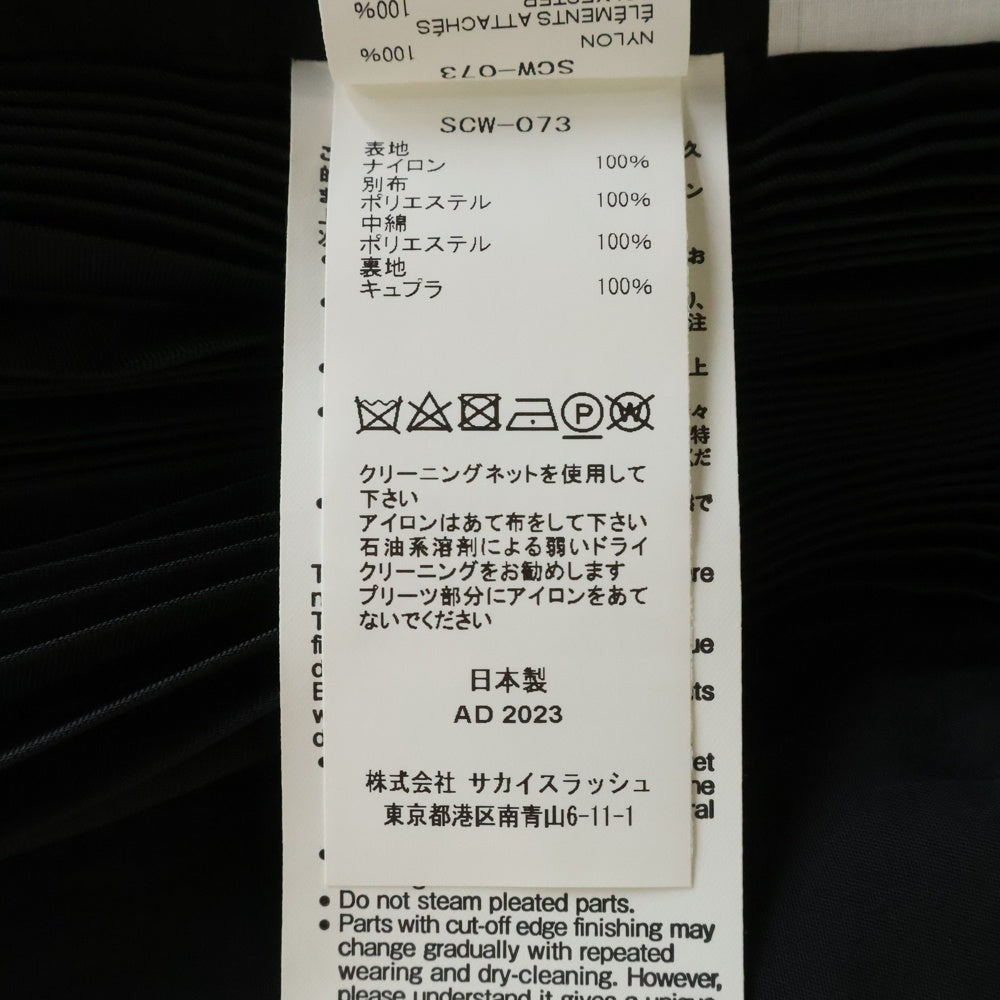 NYLON 100%
ÉLÉMENTS ATTACHÉS
100%
SCW-073
SCW-073
表地
ナイロン 100%
別布
ポリエステル 100%
中綿
ポリエステル 100%
裏地
キュプラ 100%
P
W
クリーニングネットを使用して
下さい
アイロンはあて布をして下さい
石油系溶剤による弱いドライ
クリーニングをお勧めします
プリーツ部分にアイロンをあて
ないでください
日本製
AD 2023
株式会社 サカイスラッシュ
東京都港区南青山6-11-1
• Do not steam pleated parts.
• Parts with cut-off edge finishing may
change gradually with repeated
wearing and dry-cleaning. However,
please understand it gives a unique